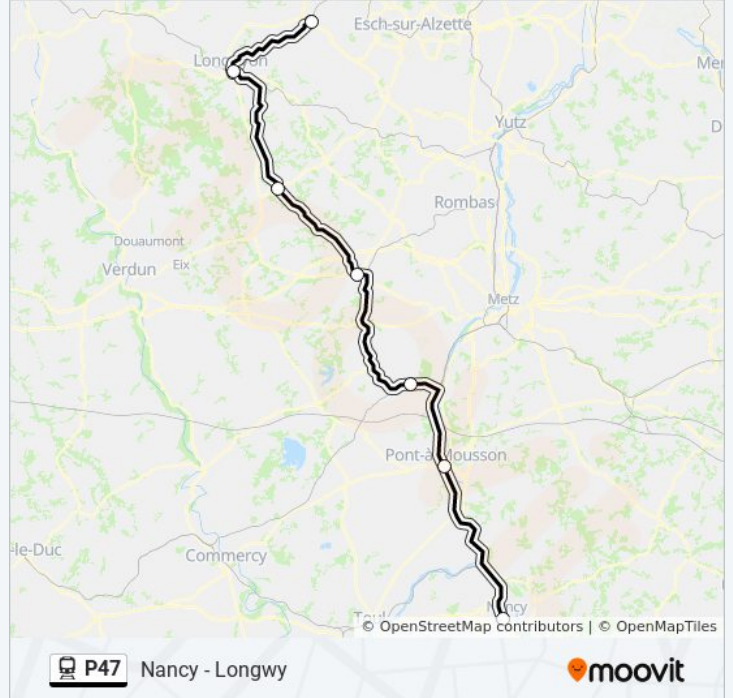 Esch-sur-Alzette
Yutz
Rombas
Douaumont
Verdun
Eix
Metz
Pont-à-Mousson
-le-Duc
Commercy
Nancy
© OpenStreetMap contributors | © OpenMapTiles
P47 Nancy - Longwy
moovit